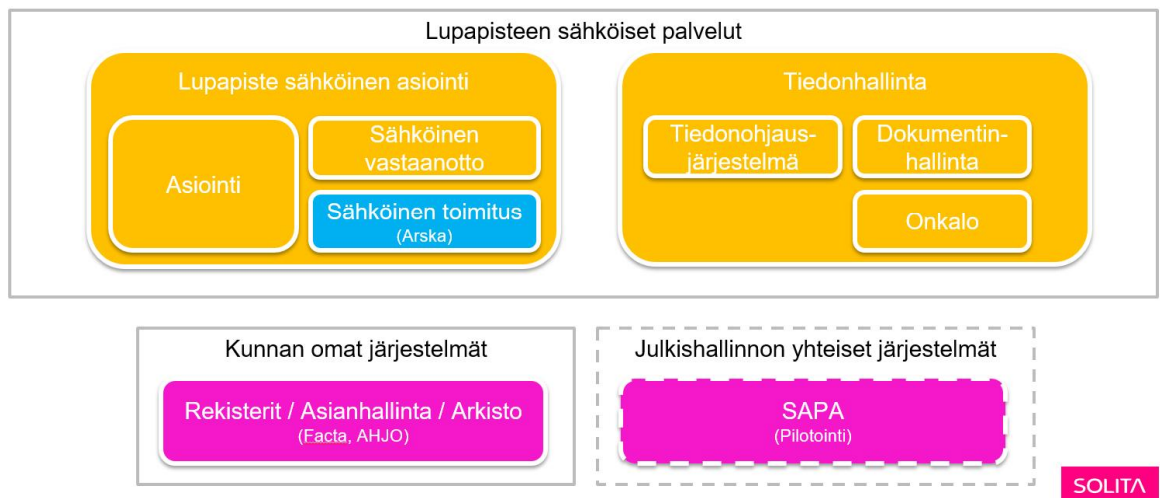 Lupapisteen sähköiset palvelut
Lupapiste sähköinen asiointi
Asiointi
Sähköinen
vastaanotto
Sähköinen toimitus
(Arska)
Tiedonhallinta
Tiedonohjaus-
järjestelmä
Dokumentin-
hallinta
Onkalo
Kunnan omat järjestelmät
Rekisterit / Asianhallinta / Arkisto
(Facta, AHJO)
Julkishallinnon yhteiset järjestelmät
SAPA
(Pilotointi)
SOLITA